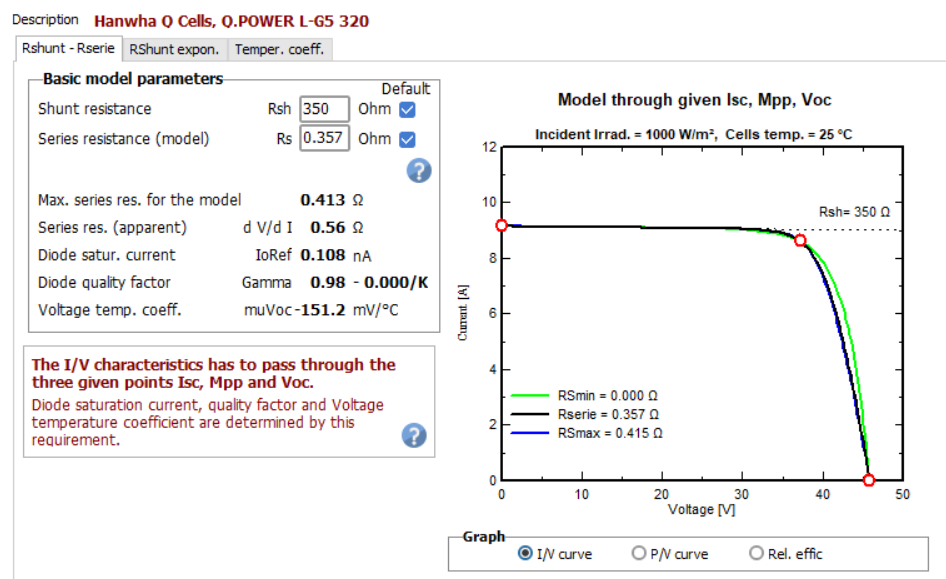 Description Hanwha Q Cells, Q.POWER L-G5 320
Rshunt - Rserie RShunt expon. Temper. coeff.
Basic model parameters
Default
Shunt resistance Rsh 350 Ohm
Series resistance (model) Rs 0.357 Ohm
?
Max. series res. for the model 0.413 Ω
Series res. (apparent) d V/d I 0.56 Ω
Diode satur. current IoRef 0.108 nA
Diode quality factor Gamma 0.98 - 0.000/K
Voltage temp. coeff. muVoc -151.2 mV/°C
The I/V characteristics has to pass through the
three given points Isc, Mpp and Voc.
Diode saturation current, quality factor and Voltage
temperature coefficient are determined by this
requirement.
?
Model through given Isc, Mpp, Voc
Incident Irrad. = 1000 W/m², Cells temp. = 25 °C
12
10
8
6
4
2
0
Current [A]
Rsh= 350 Ω
RSmin = 0.000 Ω
Rserie = 0.357 Ω
RSmax = 0.415 Ω
0 10 20 30 40 50
Voltage [V]
Graph
I/V curve P/V curve Rel. effic